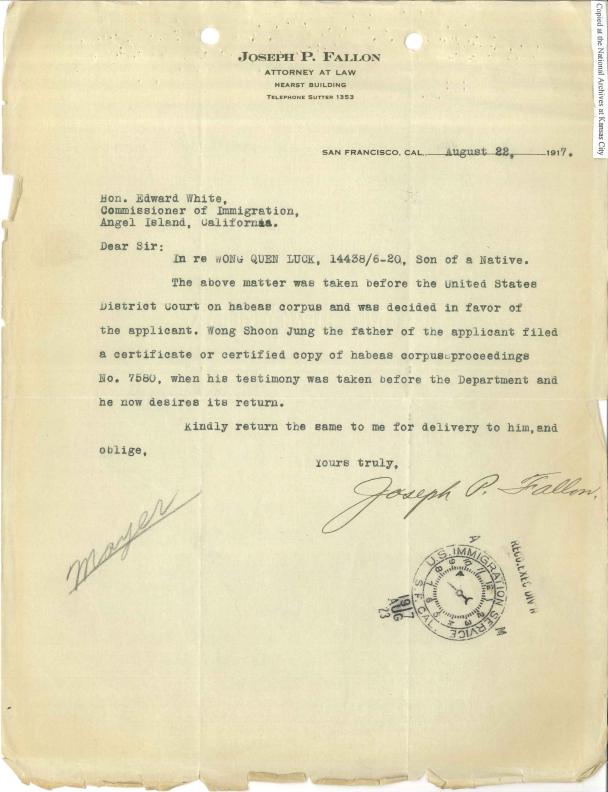 Copied at the National Archives at Kansas City
JOSEPH P. FALLON
ATTORNEY AT LAW
HEARST BUILDING
TELEPHONE SUTTER 1353
SAN FRANCISCO, CAL. August 22, 1917.
Hon. Edward White,
Commissioner of Immigration,
Angel Island, California.
Dear Sir:
In re WONG QUEN LUCK, 14438/6-20, Son of a Native.
The above matter was taken before the United States
District Court on habeas corpus and was decided in favor of
the applicant. Wong Shoon Jung the father of the applicant filed
a certificate or certified copy of habeas corpus proceedings
No. 7580, when his testimony was taken before the Department and
he now desires its return.
Kindly return the same to me for delivery to him, and
oblige,
Yours truly,
Joseph P. Fallon.
Mayer
U.S. IMMIGRATION SERVICE
S. F. CAL.
1917
AUG
23